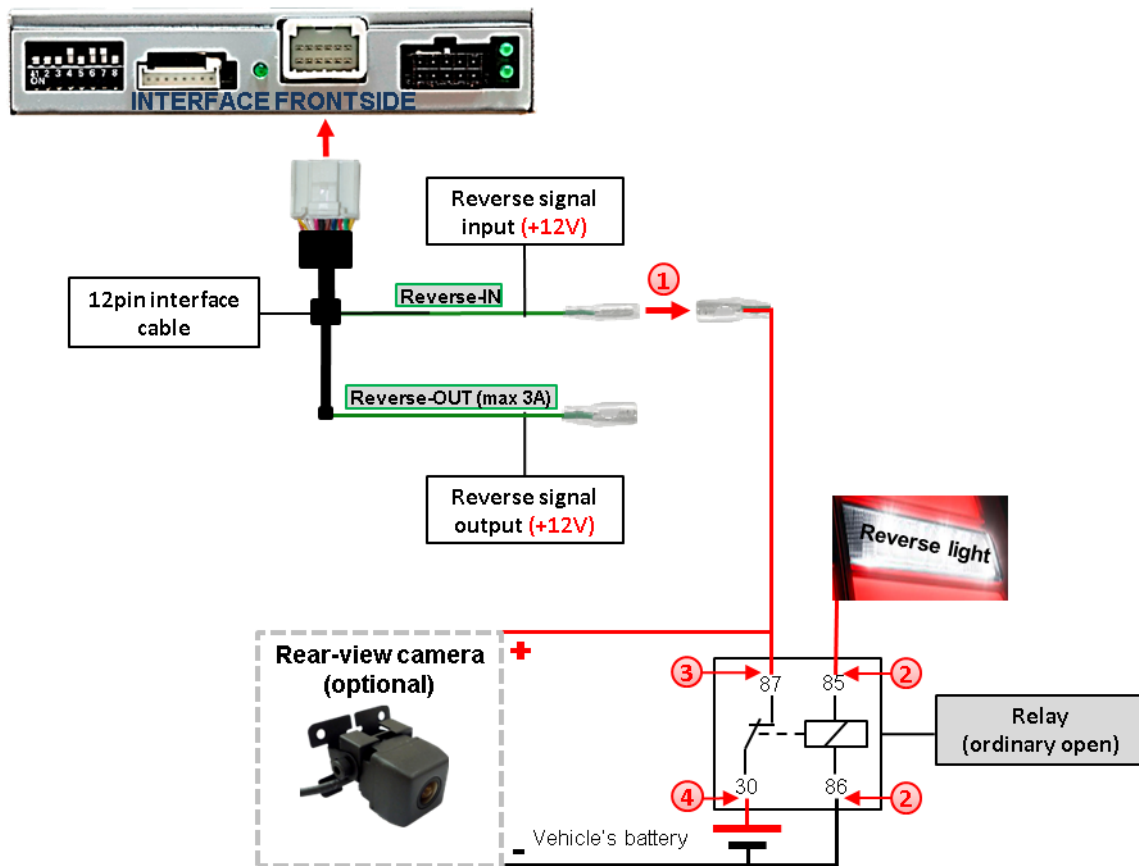 A1 2 3 4 5 6 7 8
ON
INTERFACE FRONTSIDE
Reverse signal
input (+12V)
1
12pin interface
cable
Reverse-IN
Reverse-OUT (max 3A)
Reverse signal
output (+12V)
Reverse light
Rear-view camera
(optional)
+
3
87
85
2
Relay
(ordinary open)
4
30
86
2
-
Vehicle's battery